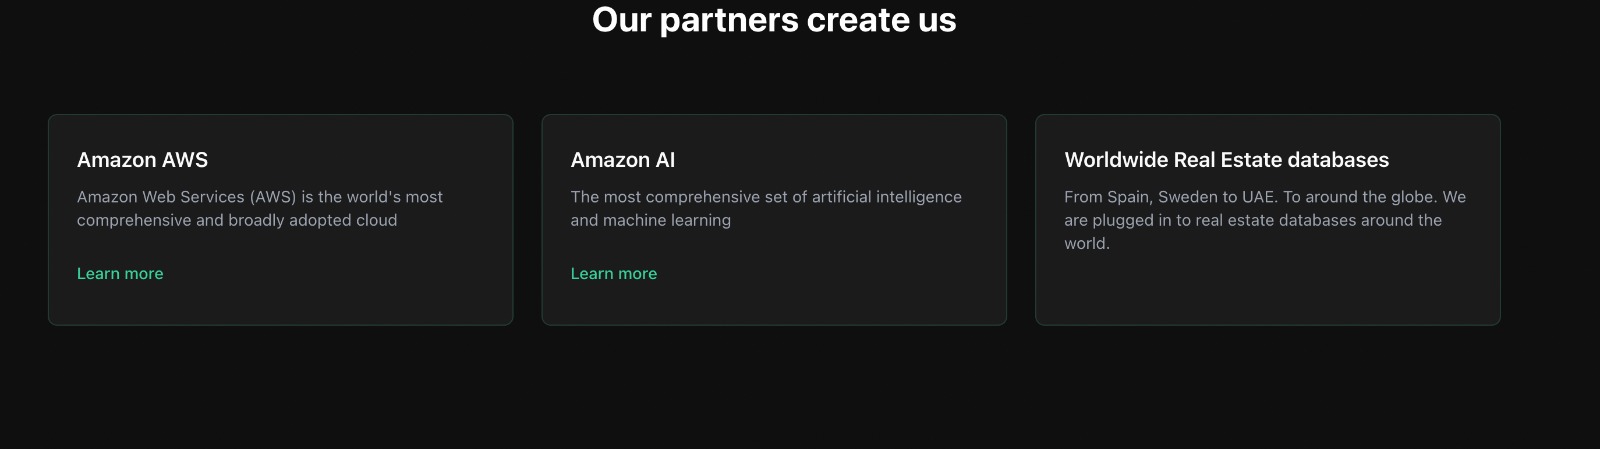 Our partners create us
Amazon AWS
Amazon Web Services (AWS) is the world's most
comprehensive and broadly adopted cloud
Learn more
Amazon AI
The most comprehensive set of artificial intelligence
and machine learning
Learn more
Worldwide Real Estate databases
From Spain, Sweden to UAE. To around the globe. We
are plugged in to real estate databases around the
world.